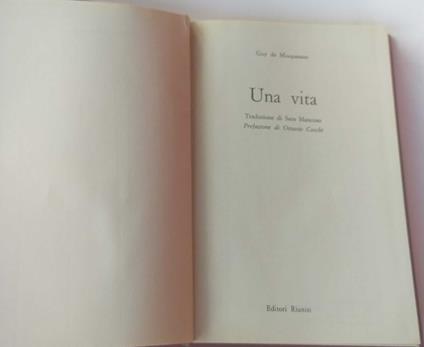 Guy de Maupassant
Una vita
Traduzione di Sara Mancuso
Prefazione di Ottavio Cecchi
Editori Riuniti